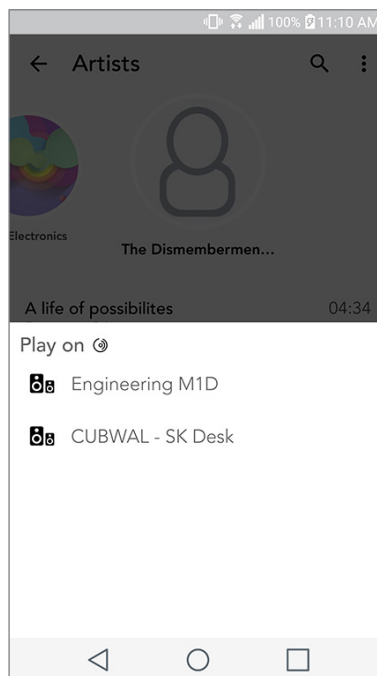 100% 11:10 AM
Artists
Electronics
The Dismembermen...
A life of possibilites
04:34
Play on
Engineering M1D
CUBWAL - SK Desk